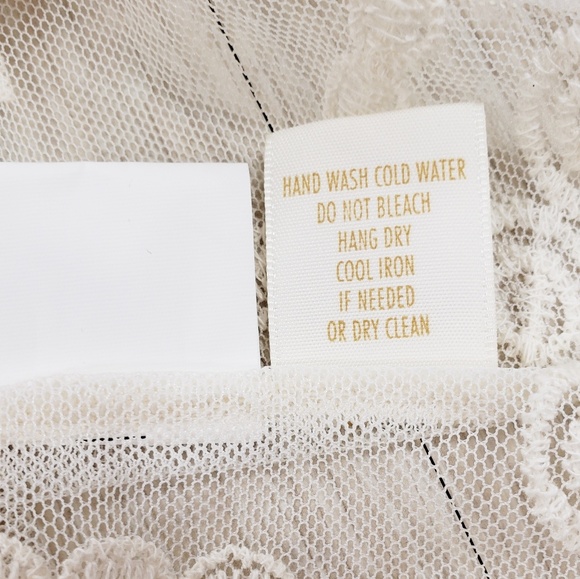 HAND WASH COLD WATER
DO NOT BLEACH
HANG DRY
COOL IRON
IF NEEDED
OR DRY CLEAN